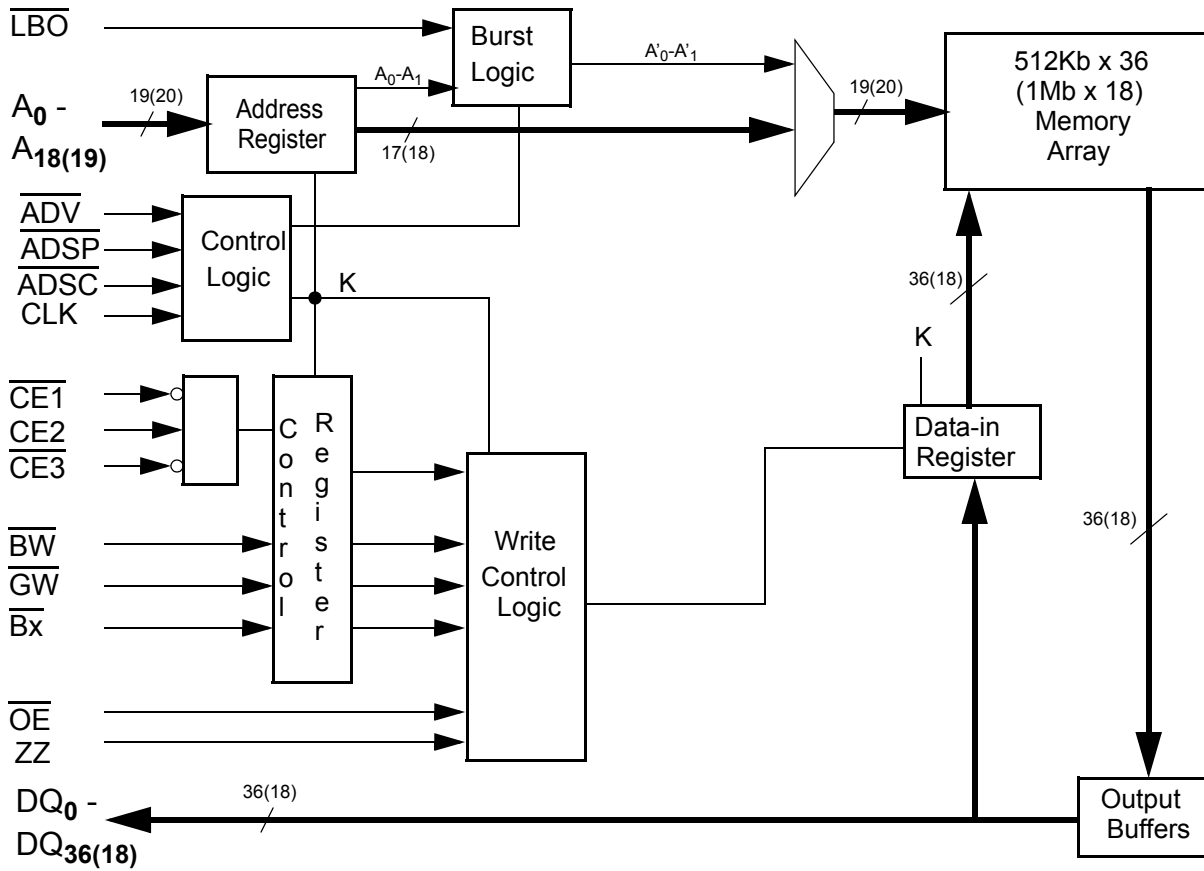 LBO
Burst
Logic
A0-A1
A'0-A'1
512Kb x 36
(1Mb x 18)
Memory
Array
A0 -
A18(19)
19(20)
Address
Register
17(18)
19(20)
ADV
ADSP
ADSC
CLK
Control
Logic
K
36(18)
K
CE1
CE2
CE3
Control
Register
Data-in
Register
BW
GW
Bx
Write
Control
Logic
36(18)
OE
ZZ
DQ0 -
DQ36(18)
36(18)
Output
Buffers